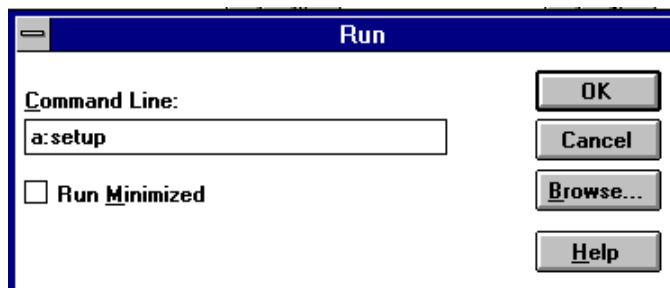 Run
Command Line:
a:setup
Run Minimized
OK
Cancel
Browse...
Help